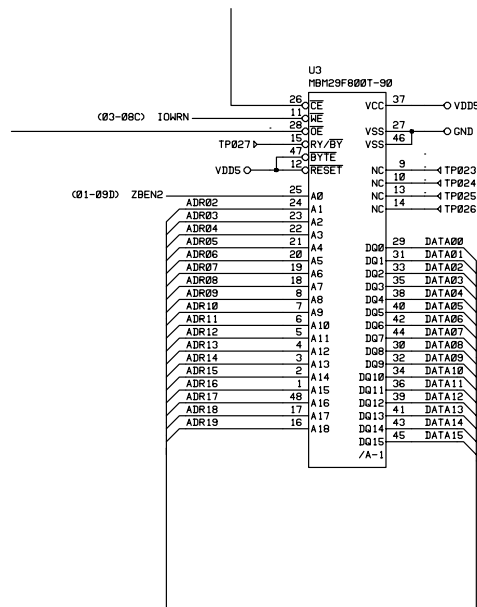 U3
MBM29F800T-90
26 CE VCC 37 VDD5
(03-08C) IOWRN 11 WE
28 OE VSS 27 GND
TP027 15 RY/BY VSS 46
47 BYTE
VDD5 12 RESET NC 9 TP023
NC 10 TP024
(01-09D) ZBEN2 25 A0 NC 13 TP025
ADR02 24 A1 NC 14 TP026
ADR03 23 A2
ADR04 22 A3
ADR05 21 A4 DQ0 29 DATA00
ADR06 20 A5 DQ1 31 DATA01
ADR07 19 A6 DQ2 33 DATA02
ADR08 18 A7 DQ3 35 DATA03
ADR09 8 A8 DQ4 38 DATA04
ADR10 7 A9 DQ5 40 DATA05
ADR11 6 A10 DQ6 42 DATA06
ADR12 5 A11 DQ7 44 DATA07
ADR13 4 A12 DQ8 30 DATA08
ADR14 3 A13 DQ9 32 DATA09
ADR15 2 A14 DQ10 34 DATA10
ADR16 1 A15 DQ11 36 DATA11
ADR17 48 A16 DQ12 39 DATA12
ADR18 17 A17 DQ13 41 DATA13
ADR19 16 A18 DQ14 43 DATA14
DQ15 45 DATA15
/A-1